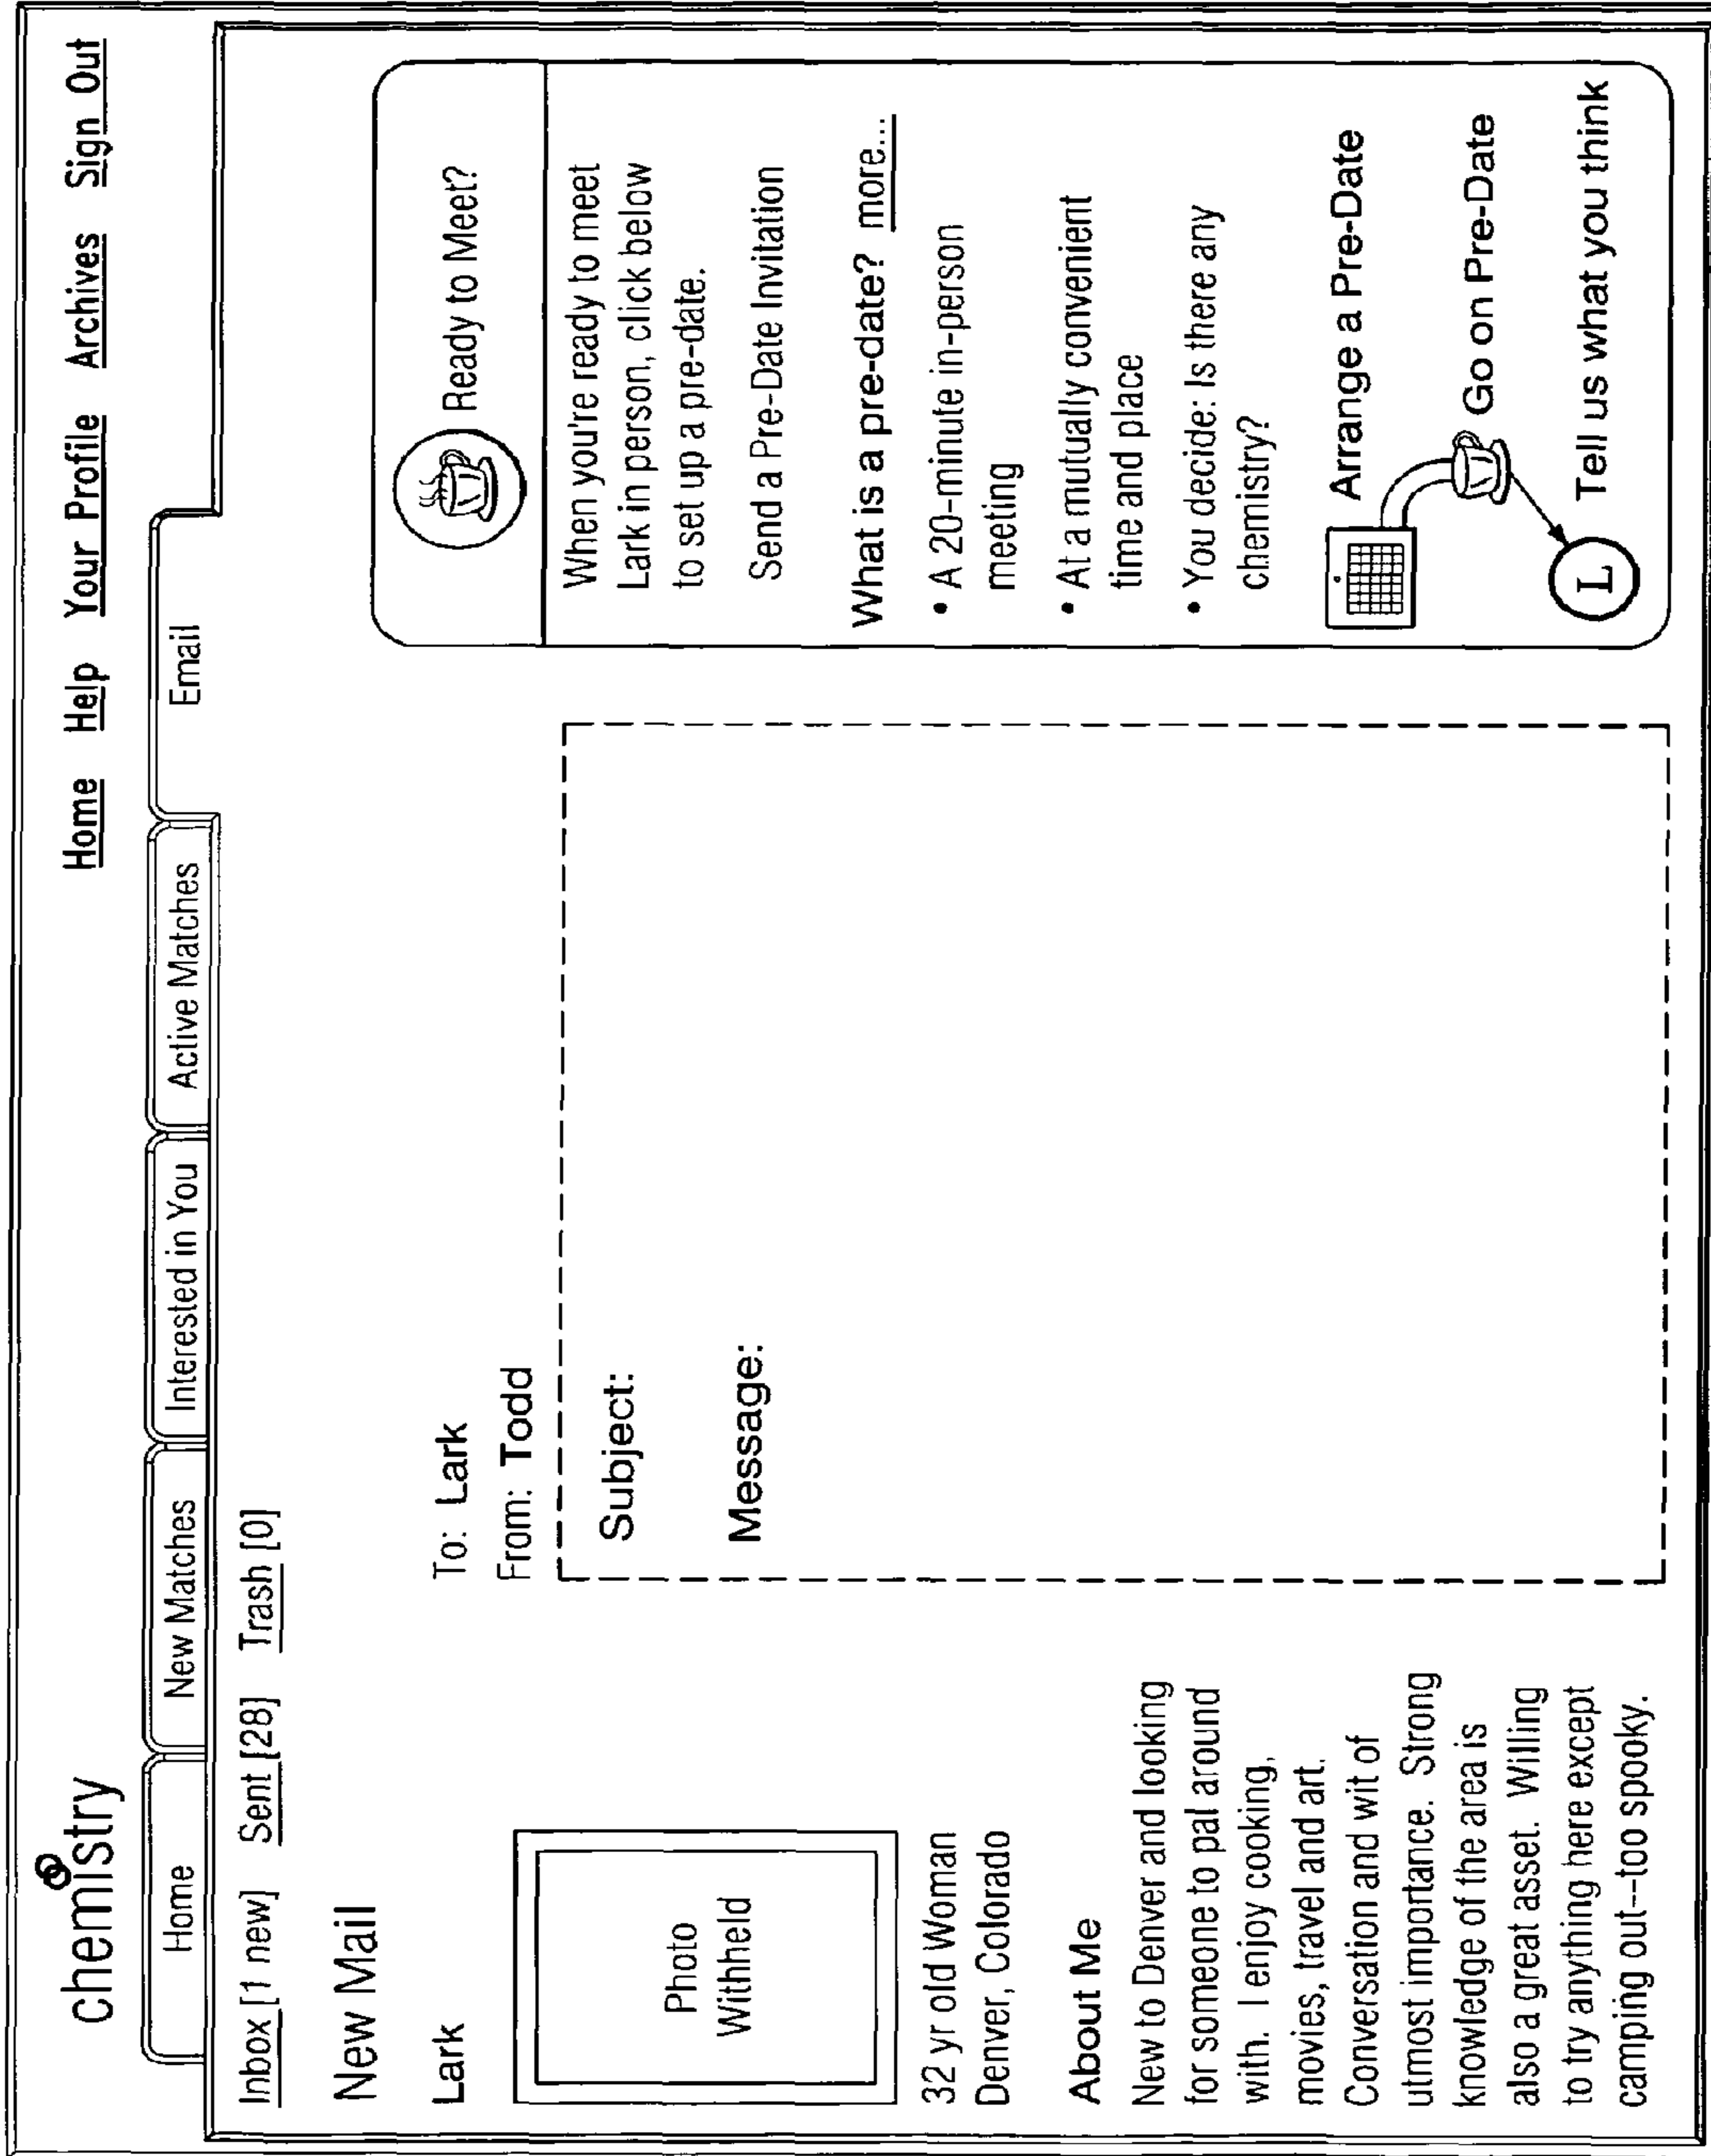 chemistry
Home Help Your Profile Archives Sign Out
Home
New Matches
Interested in You
Active Matches
Email
Inbox [1 new] Sent [28] Trash [0]
New Mail
Lark
Photo
Withheld
32 yr old Woman
Denver, Colorado
About Me
New to Denver and looking
for someone to pal around
with. I enjoy cooking,
movies, travel and art.
Conversation and wit of
utmost importance. Strong
knowledge of the area is
also a great asset. Willing
to try anything here except
camping out--too spooky.
To: Lark
From: Todd
Subject:
Message:
Ready to Meet?
When you're ready to meet
Lark in person, click below
to set up a pre-date.
Send a Pre-Date Invitation
What is a pre-date? more...
• A 20-minute in-person
meeting
• At a mutually convenient
time and place
• You decide: Is there any
chemistry?
Arrange a Pre-Date
Go on Pre-Date
L Tell us what you think